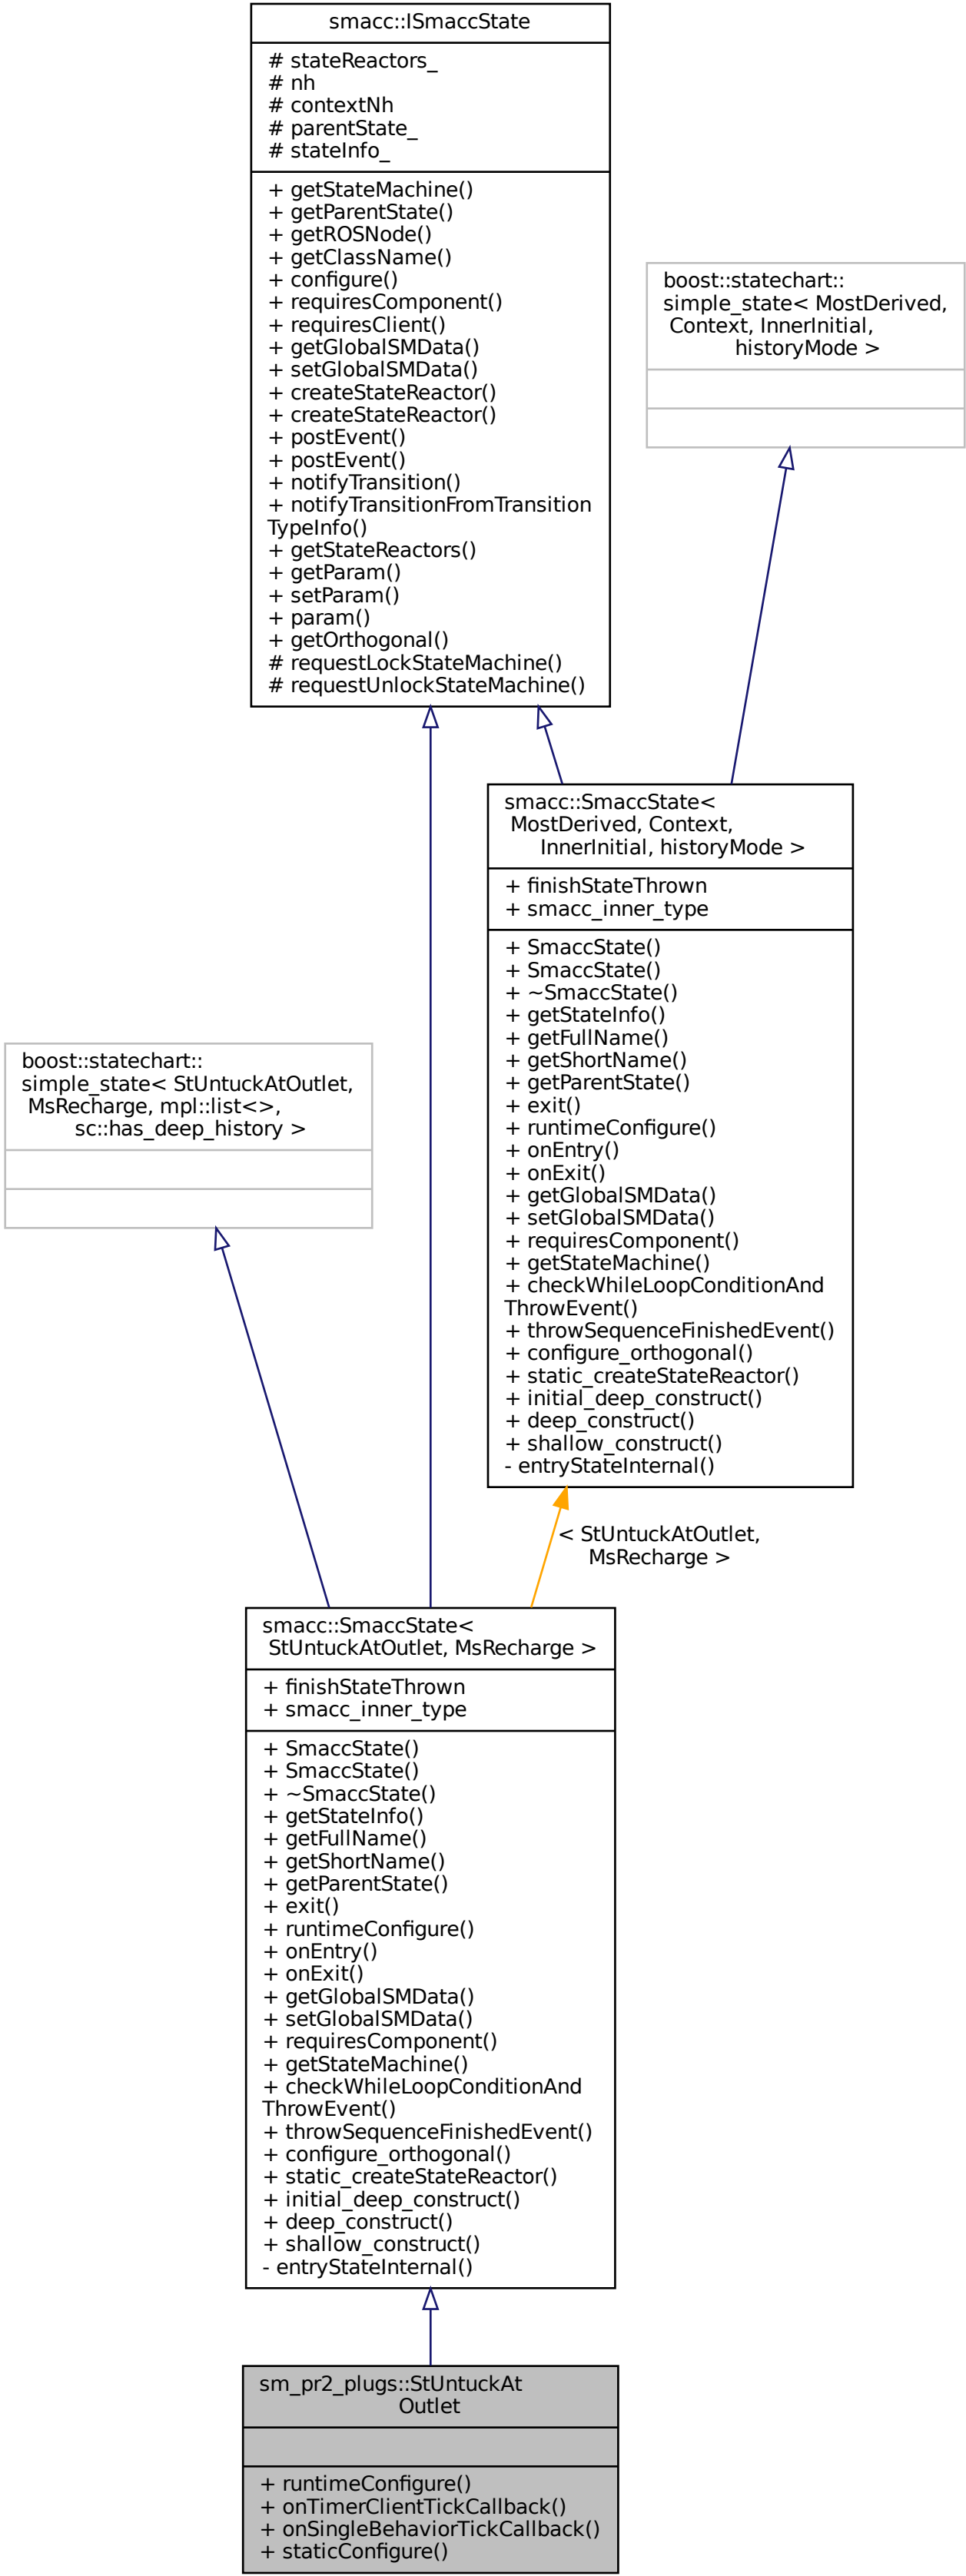 smacc::ISmaccState
# stateReactors_
# nh
# contextNh
# parentState_
# stateInfo_
+ getStateMachine()
+ getParentState()
+ getROSNode()
+ getClassName()
+ configure()
+ requiresComponent()
+ requiresClient()
+ getGlobalSMData()
+ setGlobalSMData()
+ createStateReactor()
+ createStateReactor()
+ postEvent()
+ postEvent()
+ notifyTransition()
+ notifyTransitionFromTransition
TypeInfo()
+ getStateReactors()
+ getParam()
+ setParam()
+ param()
+ getOrthogonal()
# requestLockStateMachine()
# requestUnlockStateMachine()
boost::statechart::
simple_state< MostDerived,
Context, InnerInitial,
historyMode >
smacc::SmaccState<
MostDerived, Context,
InnerInitial, historyMode >
+ finishStateThrown
+ smacc_inner_type
+ SmaccState()
+ SmaccState()
+ ~SmaccState()
+ getStateInfo()
+ getFullName()
+ getShortName()
+ getParentState()
+ exit()
+ runtimeConfigure()
+ onEntry()
+ onExit()
+ getGlobalSMData()
+ setGlobalSMData()
+ requiresComponent()
+ getStateMachine()
+ checkWhileLoopConditionAnd
ThrowEvent()
+ throwSequenceFinishedEvent()
+ configure_orthogonal()
+ static_createStateReactor()
+ initial_deep_construct()
+ deep_construct()
+ shallow_construct()
- entryStateInternal()
boost::statechart::
simple_state< StUntuckAtOutlet,
MsRecharge, mpl::list<>,
sc::has_deep_history >
< StUntuckAtOutlet,
MsRecharge >
smacc::SmaccState<
StUntuckAtOutlet, MsRecharge >
+ finishStateThrown
+ smacc_inner_type
+ SmaccState()
+ SmaccState()
+ ~SmaccState()
+ getStateInfo()
+ getFullName()
+ getShortName()
+ getParentState()
+ exit()
+ runtimeConfigure()
+ onEntry()
+ onExit()
+ getGlobalSMData()
+ setGlobalSMData()
+ requiresComponent()
+ getStateMachine()
+ checkWhileLoopConditionAnd
ThrowEvent()
+ throwSequenceFinishedEvent()
+ configure_orthogonal()
+ static_createStateReactor()
+ initial_deep_construct()
+ deep_construct()
+ shallow_construct()
- entryStateInternal()
sm_pr2_plugs::StUntuckAt
Outlet
+ runtimeConfigure()
+ onTimerClientTickCallback()
+ onSingleBehaviorTickCallback()
+ staticConfigure()